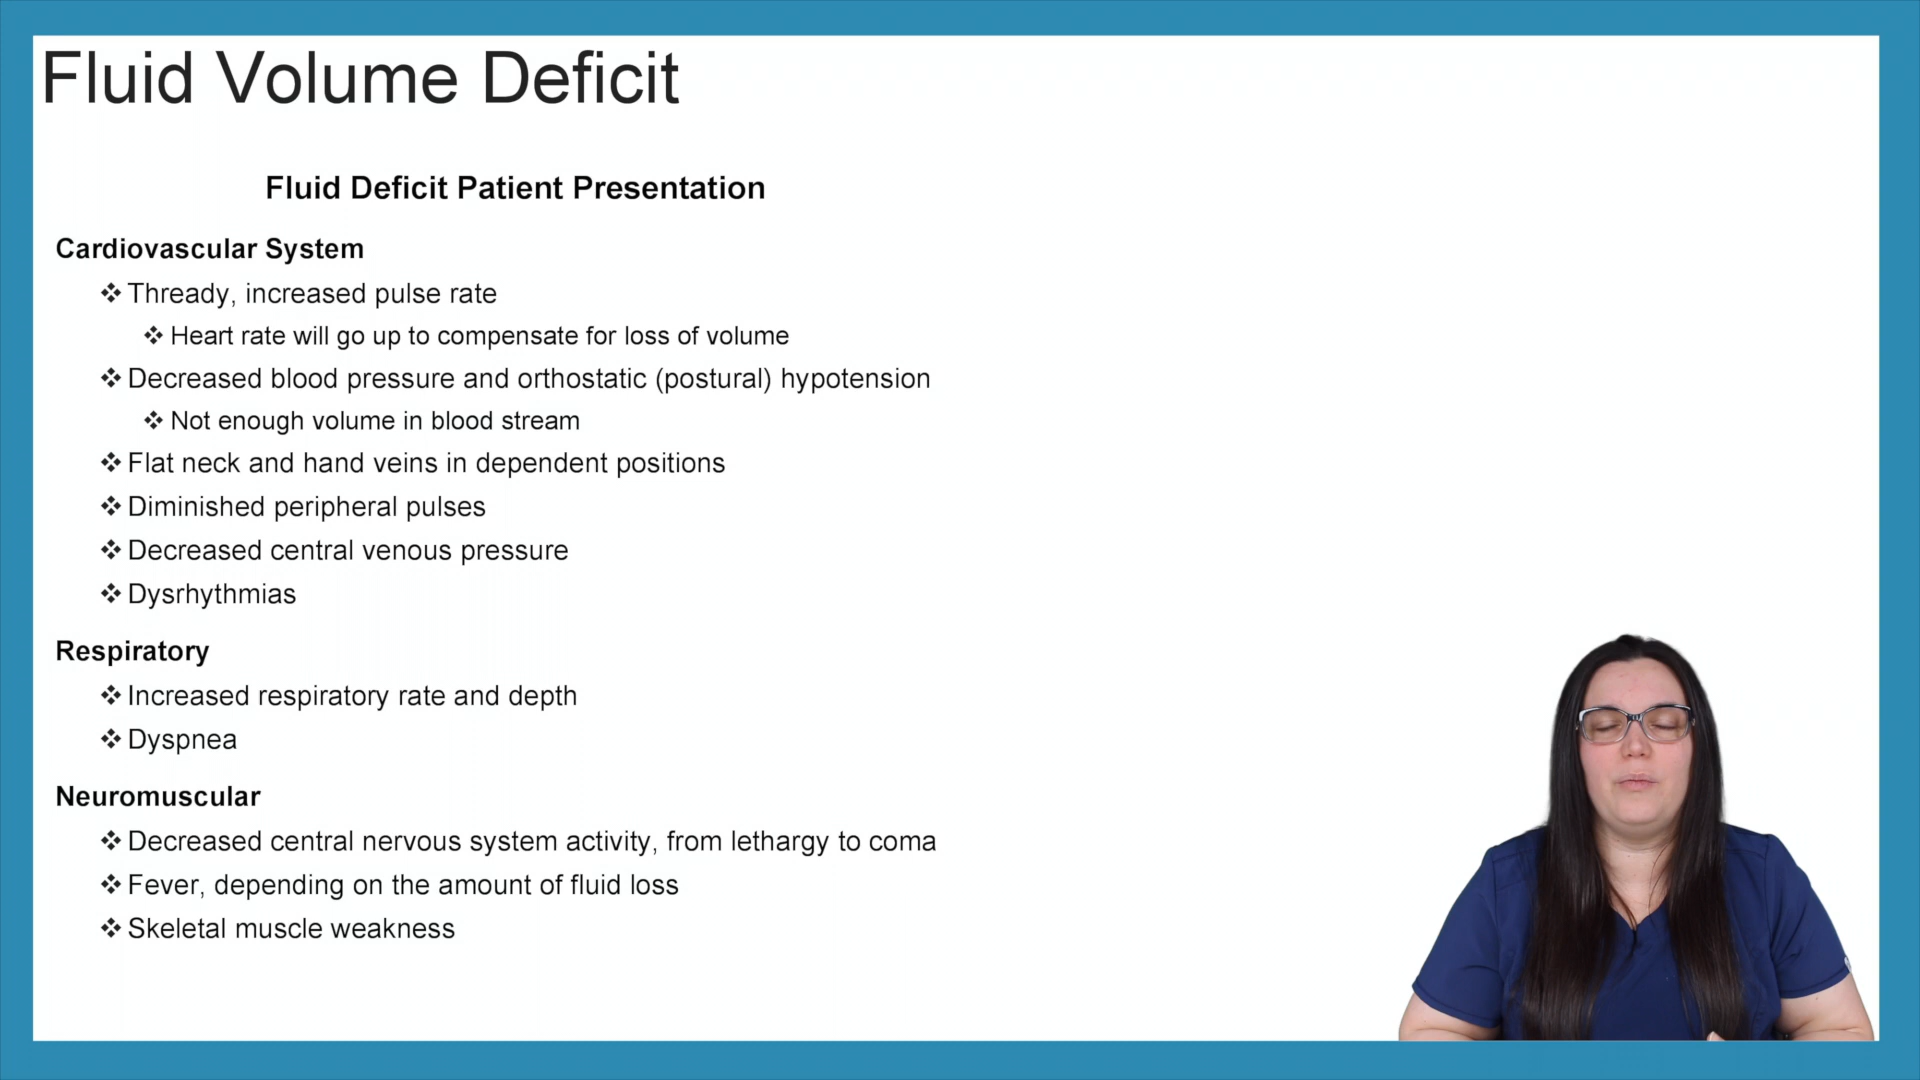 Fluid Volume Deficit
Fluid Deficit Patient Presentation
Cardiovascular System
❖ Thready, increased pulse rate
❖ Heart rate will go up to compensate for loss of volume
❖ Decreased blood pressure and orthostatic (postural) hypotension
❖ Not enough volume in blood stream
❖ Flat neck and hand veins in dependent positions
❖ Diminished peripheral pulses
❖ Decreased central venous pressure
❖ Dysrhythmias
Respiratory
❖ Increased respiratory rate and depth
❖ Dyspnea
Neuromuscular
❖ Decreased central nervous system activity, from lethargy to coma
❖ Fever, depending on the amount of fluid loss
❖ Skeletal muscle weakness